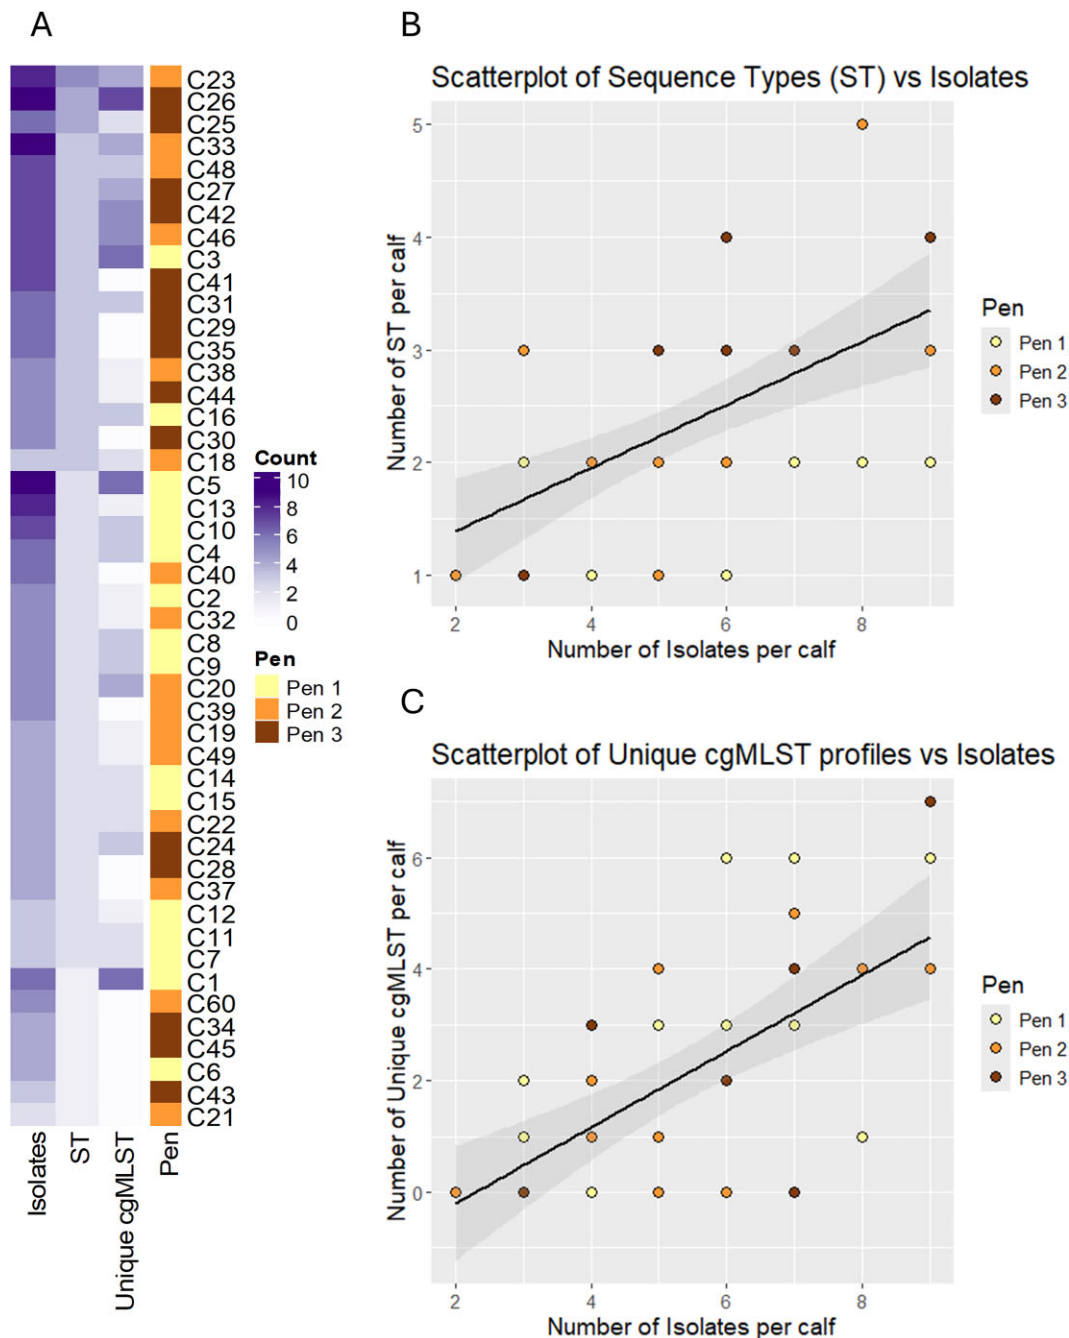 A
C23
C26
C25
C33
C48
C27
C42
C46
C3
C41
C31
C29
C35
C38
C44
C16
C30
C18
C5
C13
C10
C4
C40
C2
C32
C8
C9
C20
C39
C19
C49
C14
C15
C22
C24
C28
C37
C12
C11
C7
C1
C60
C34
C45
C6
C43
C21
Isolates
ST
Unique cgMLST
Pen
Count
10
8
6
4
2
0
Pen
Pen 1
Pen 2
Pen 3
B
Scatterplot of Sequence Types (ST) vs Isolates
Number of ST per calf
5
4
3
2
1
2 4 6 8
Number of Isolates per calf
Pen
Pen 1
Pen 2
Pen 3
C
Scatterplot of Unique cgMLST profiles vs Isolates
Number of Unique cgMLST per calf
6
4
2
0
2 4 6 8
Number of Isolates per calf
Pen
Pen 1
Pen 2
Pen 3